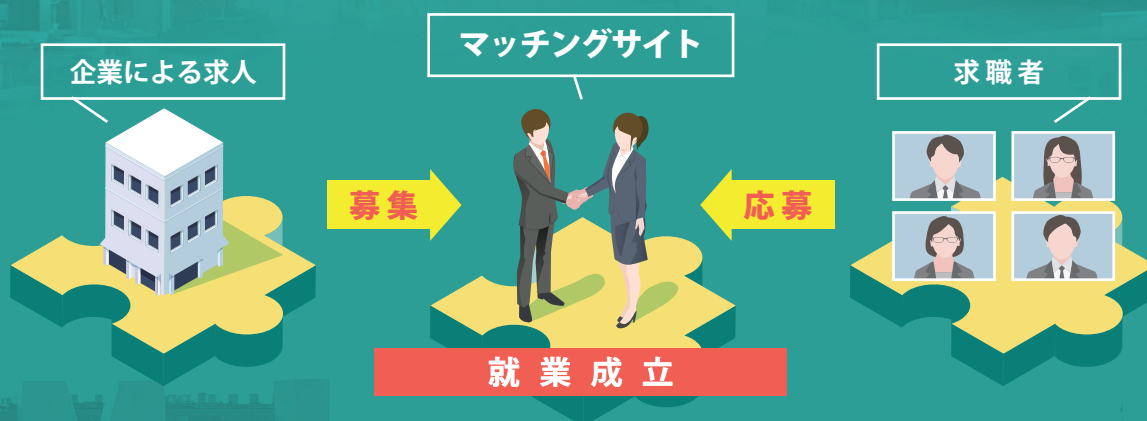 企業による求人
マッチングサイト
求職者
募集
応募
就業成立